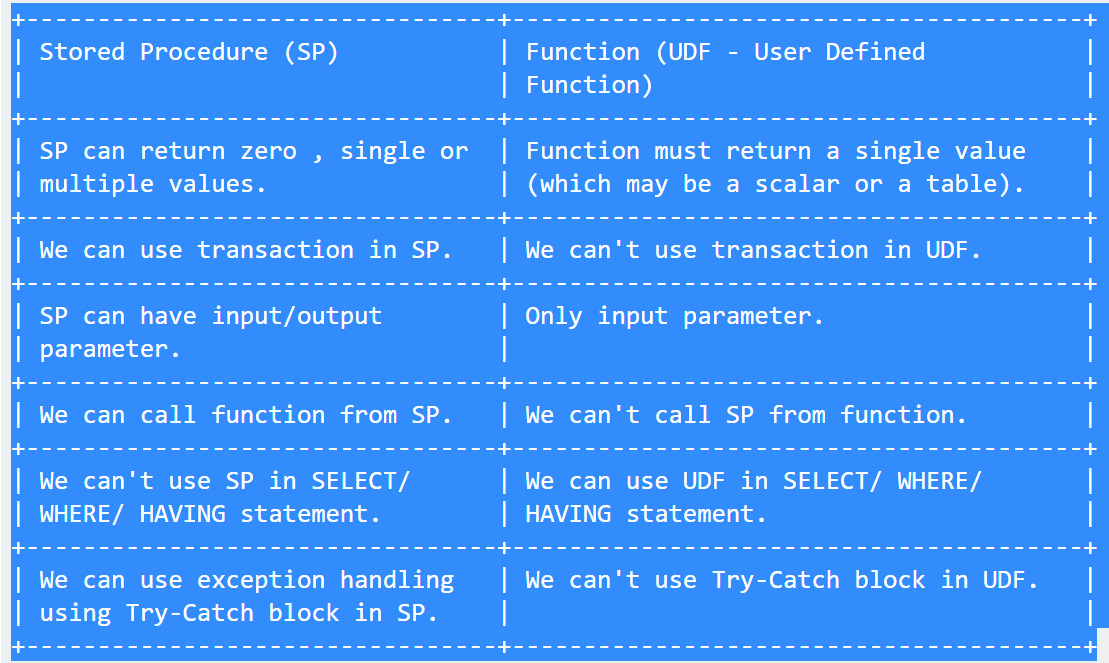 +---------------------------------+----------------------------------------+
| Stored Procedure (SP)           | Function (UDF - User Defined           |
|                                 | Function)                              |
+---------------------------------+----------------------------------------+
| SP can return zero , single or  | Function must return a single value    |
| multiple values.                | (which may be a scalar or a table).    |
+---------------------------------+----------------------------------------+
| We can use transaction in SP.   | We can't use transaction in UDF.       |
+---------------------------------+----------------------------------------+
| SP can have input/output        | Only input parameter.                  |
| parameter.                      |                                        |
+---------------------------------+----------------------------------------+
| We can call function from SP.   | We can't call SP from function.        |
+---------------------------------+----------------------------------------+
| We can't use SP in SELECT/      | We can use UDF in SELECT/ WHERE/       |
| WHERE/ HAVING statement.        | HAVING statement.                      |
+---------------------------------+----------------------------------------+
| We can use exception handling   | We can't use Try-Catch block in UDF.   |
| using Try-Catch block in SP.    |                                        |
+---------------------------------+----------------------------------------+